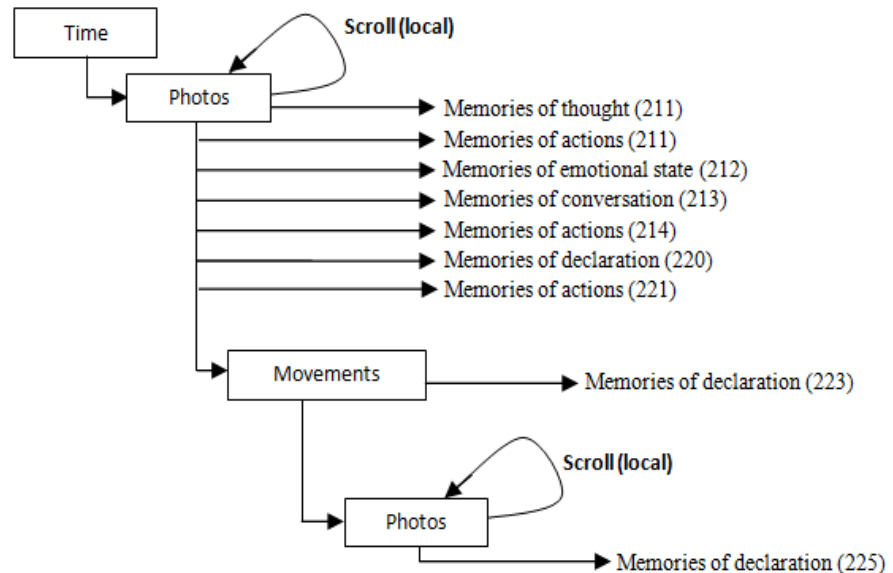 Time
Scroll (local)
Photos
Memories of thought (211)
Memories of actions (211)
Memories of emotional state (212)
Memories of conversation (213)
Memories of actions (214)
Memories of declaration (220)
Memories of actions (221)
Movements
Memories of declaration (223)
Scroll (local)
Photos
Memories of declaration (225)